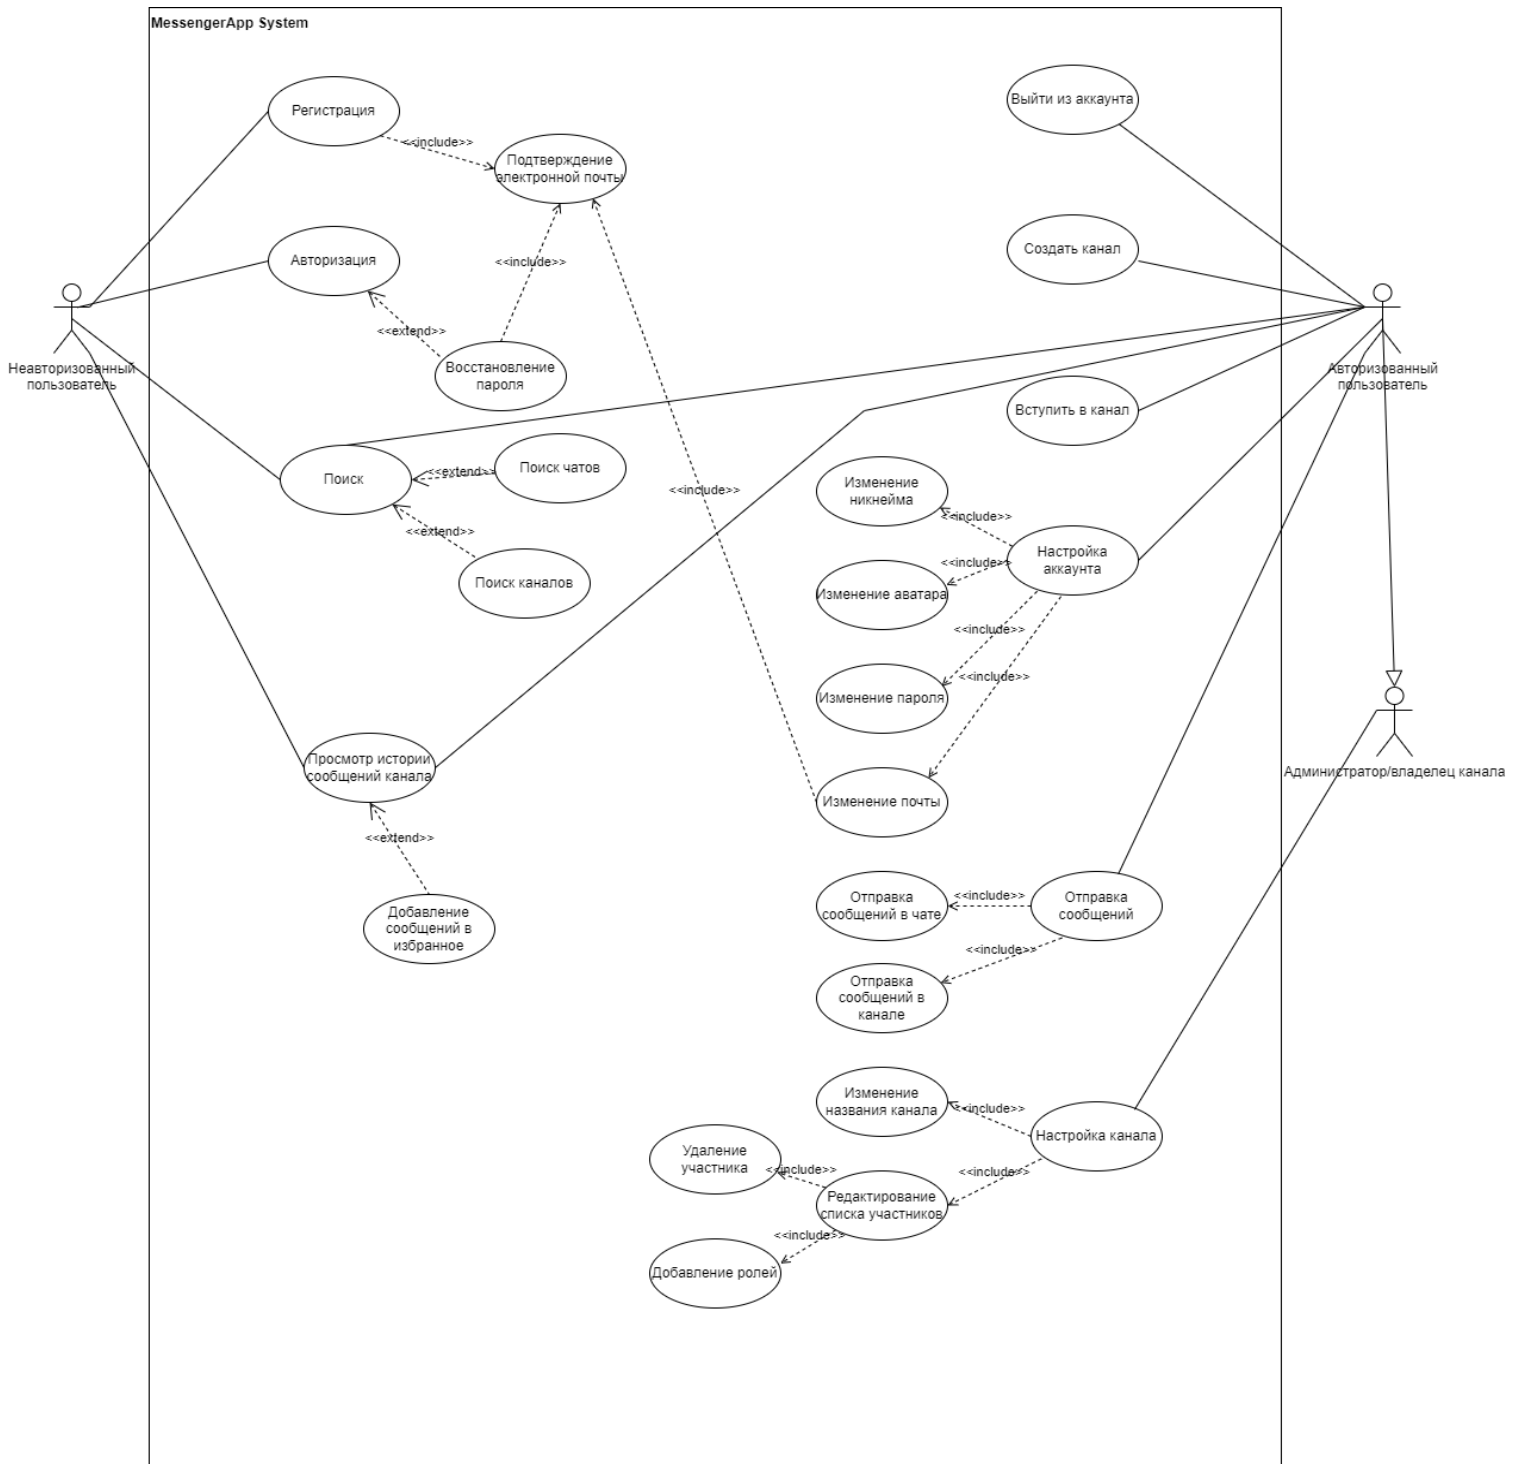 MessengerApp System
Регистрация
<<include>>
Подтверждение
электронной почты
Выйти из аккаунта
Авторизация
<<include>>
Создать канал
<<extend>>
Восстановление
пароля
Неавторизованный
пользователь
Авторизованный
пользователь
Вступить в канал
Поиск
<<extend>>
Поиск чатов
<<extend>>
Поиск каналов
<<include>>
Изменение
никнейма
<<include>>
Настройка
аккаунта
<<include>>
Изменение аватара
<<include>>
<<include>>
Изменение пароля
Просмотр истории
сообщений канала
Администратор/владелец канала
Изменение почты
<<extend>>
Добавление
сообщений в
избранное
Отправка
сообщений в чате
<<include>>
Отправка
сообщений
<<include>>
Отправка
сообщений в
канале
Изменение
названия канала
<<include>>
Настройка канала
Удаление
участника
<<include>>
<<include>>
Редактирование
списка участников
<<include>>
Добавление ролей